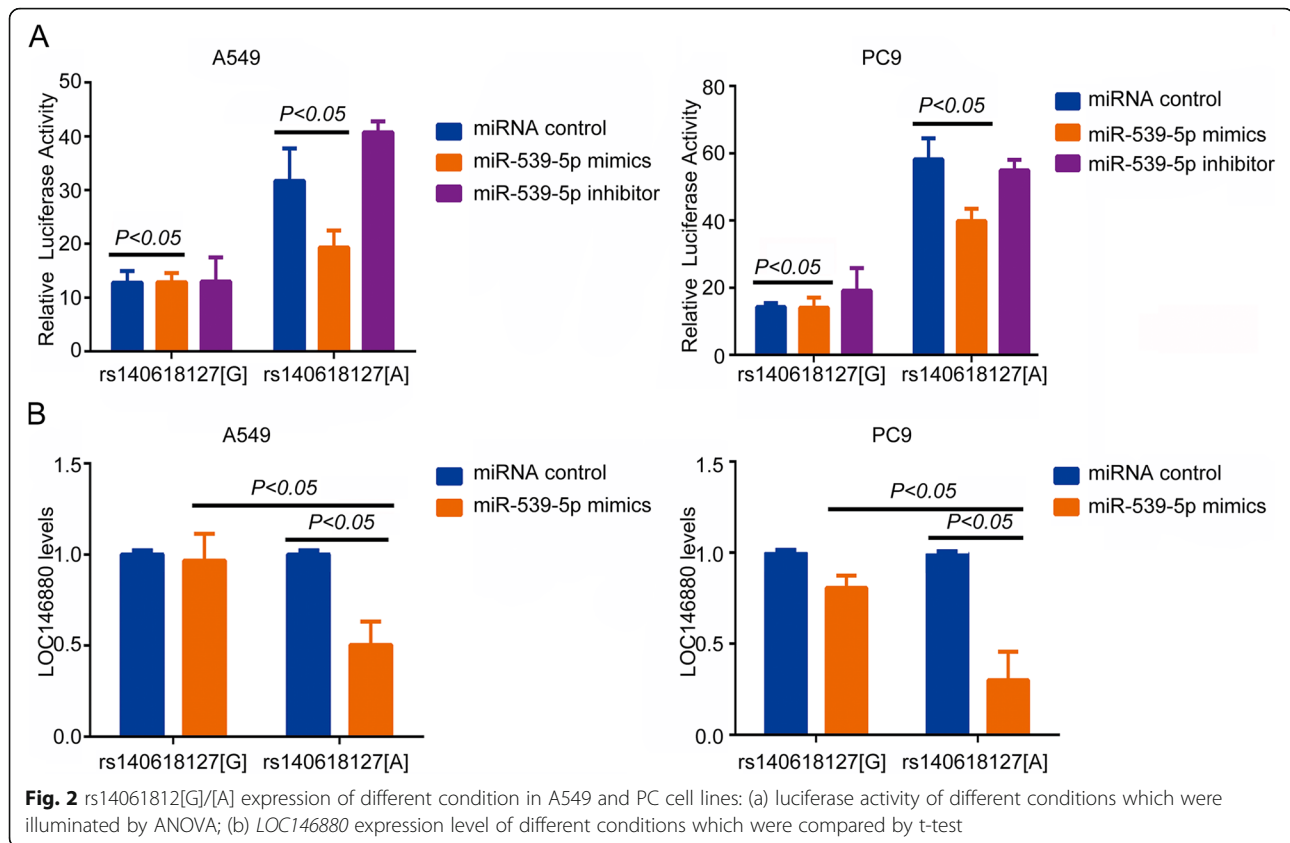 A
A549
Relative Luciferase Activity
50
40
30
20
10
0
P<0.05
P<0.05
rs140618127[G]
rs140618127[A]
miRNA control
miR-539-5p mimics
miR-539-5p inhibitor
PC9
Relative Luciferase Activity
80
60
40
20
0
P<0.05
P<0.05
rs140618127[G]
rs140618127[A]
miRNA control
miR-539-5p mimics
miR-539-5p inhibitor
B
A549
LOC146880 levels
1.5
1.0
0.5
0.0
P<0.05
P<0.05
rs140618127[G]
rs140618127[A]
miRNA control
miR-539-5p mimics
PC9
LOC146880 levels
1.5
1.0
0.5
0.0
P<0.05
P<0.05
rs140618127[G]
rs140618127[A]
miRNA control
miR-539-5p mimics
Fig. 2 rs14061812[G]/[A] expression of different condition in A549 and PC cell lines: (a) luciferase activity of different conditions which were
illuminated by ANOVA; (b) LOC146880 expression level of different conditions which were compared by t-test